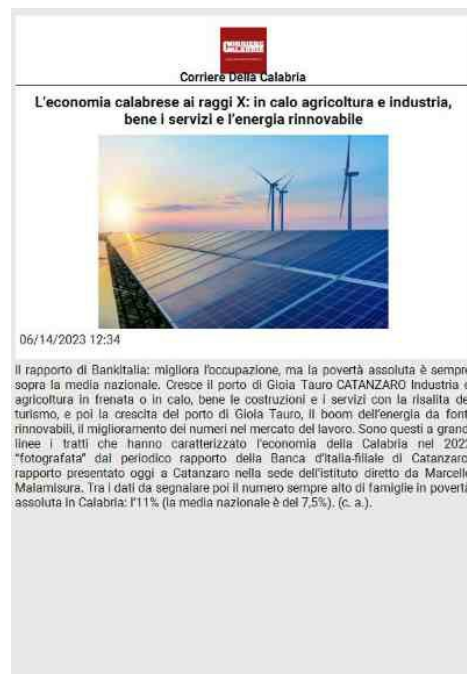 CORRIERE
CALABRIA
Corriere Della Calabria
L'economia calabrese ai raggi X: in calo agricoltura e industria,
bene i servizi e l'energia rinnovabile
06/14/2023 12:34
Il rapporto di Bankitalia: migliora l'occupazione, ma la povertà assoluta è sempre
sopra la media nazionale. Cresce il porto di Gioia Tauro CATANZARO Industria e
agricoltura in frenata o in calo, bene le costruzioni e i servizi con la risalita de
turismo, e poi la crescita del porto di Gioia Tauro, il boom dell'energia da font
rinnovabili, il miglioramento dei numeri nel mercato del lavoro. Sono questi a grand
linee i tratti che hanno caratterizzato l'economia della Calabria nel 2022
"fotografata" dal periodico rapporto della Banca d'Italia-filiale di Catanzaro
rapporto presentato oggi a Catanzaro nella sede dell'istituto diretto da Marcello
Malamisura. Tra i dati da segnalare poi il numero sempre alto di famiglie in povertà
assoluta in Calabria: l'11% (la media nazionale è del 7,5%). (c. a.).